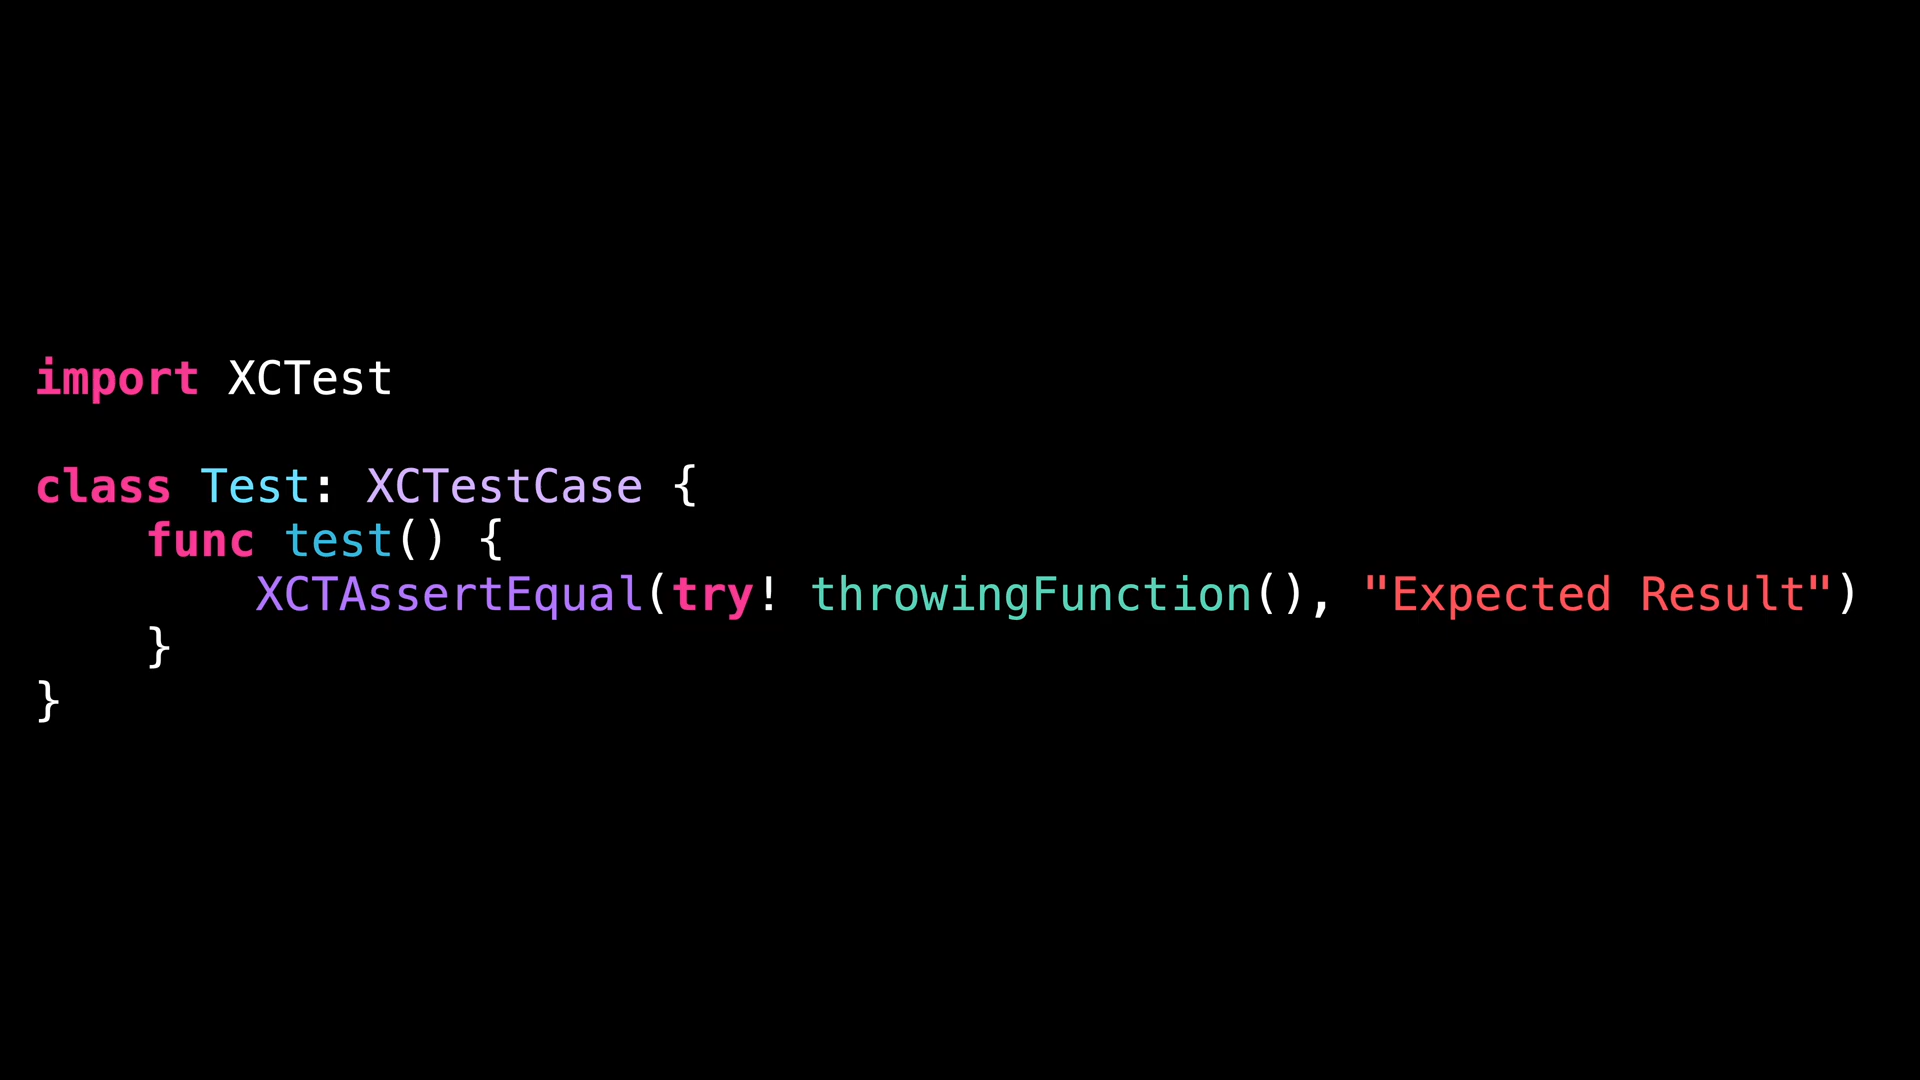 import XCTest
class Test: XCTestCase {
    func test() {
        XCTAssertEqual(try! throwingFunction(), "Expected Result")
    }
}